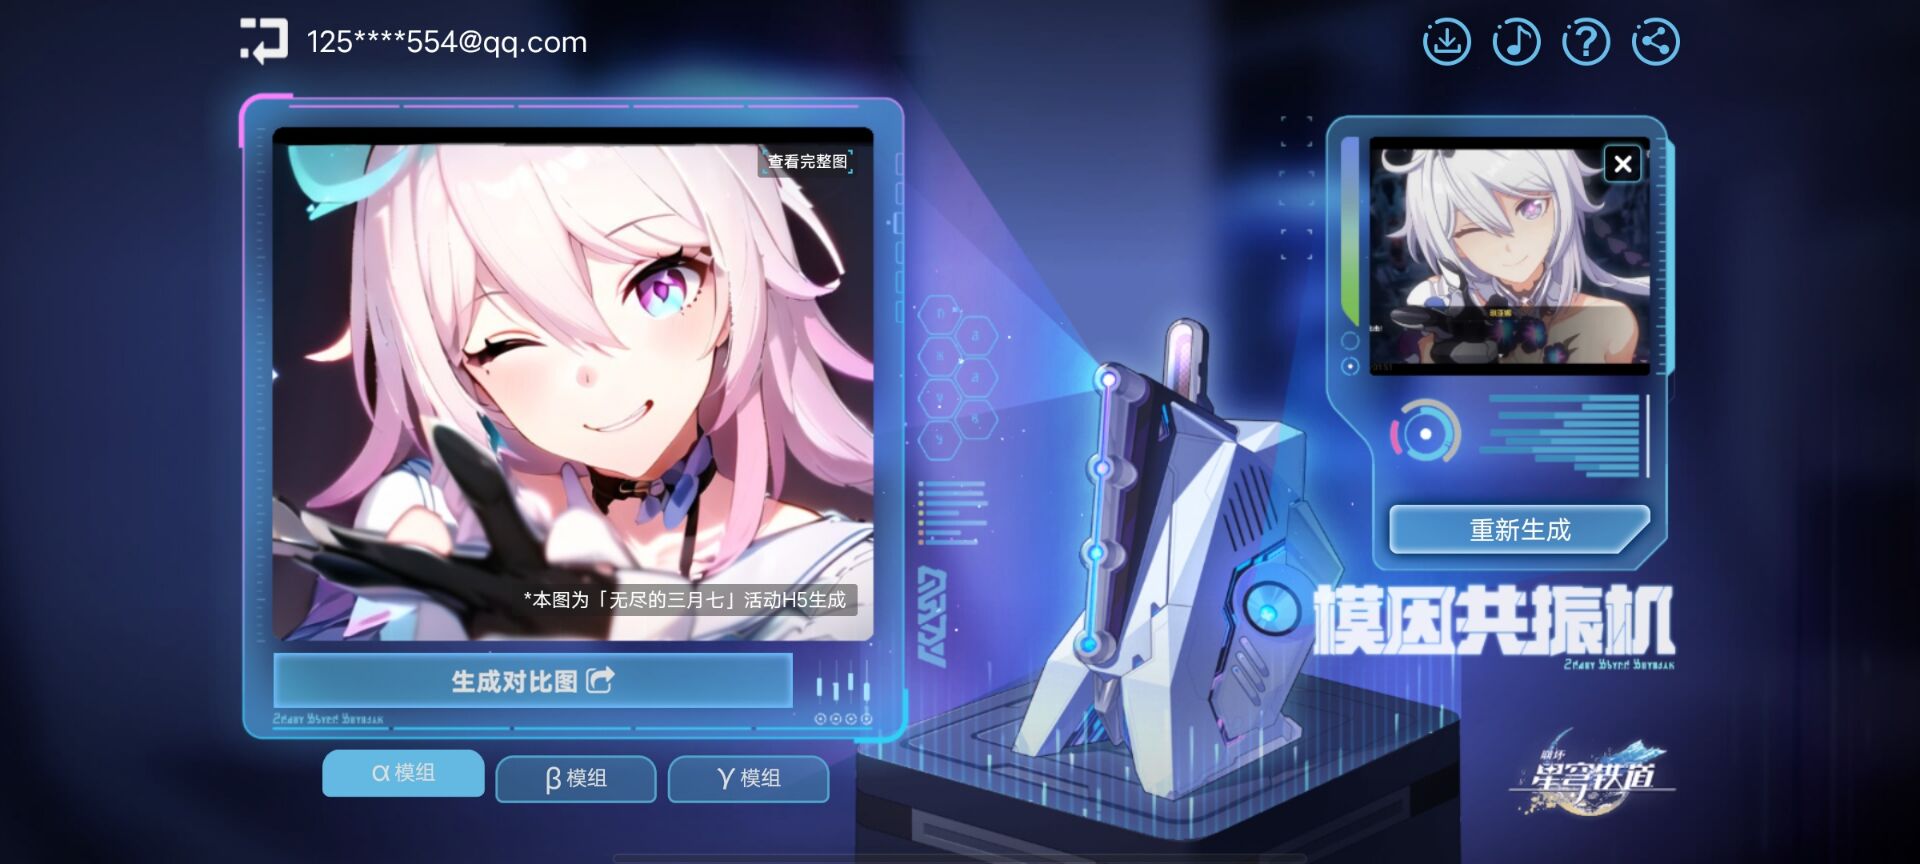 125****554@qq.com
查看完整图
*本图为「无尽的三月七」活动H5生成
生成对比图
α模组
β模组
γ模组
重新生成
模因共振机
崩坏
星穹铁道